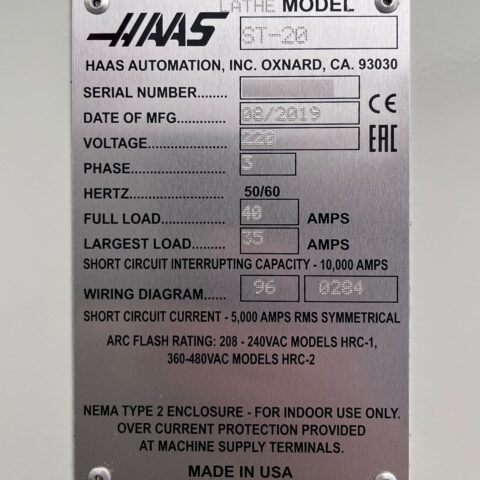 LATHE MODEL
HAAS ST-20
HAAS AUTOMATION, INC. OXNARD, CA. 93030
SERIAL NUMBER........
DATE OF MFG........ 08/2019 CE
VOLTAGE............... 220 EAC
PHASE.............. 3
HERTZ 50/60
FULL LOAD......... 40 AMPS
LARGEST LOAD.... 35 AMPS
SHORT CIRCUIT INTERRUPTING CAPACITY - 10,000 AMPS
WIRING DIAGRAM...... 96 0284
SHORT CIRCUIT CURRENT - 5,000 AMPS RMS SYMMETRICAL
ARC FLASH RATING: 208 - 240VAC MODELS HRC-1,
360-480VAC MODELS HRC-2
NEMA TYPE 2 ENCLOSURE - FOR INDOOR USE ONLY.
OVER CURRENT PROTECTION PROVIDED
AT MACHINE SUPPLY TERMINALS.
MADE IN USA